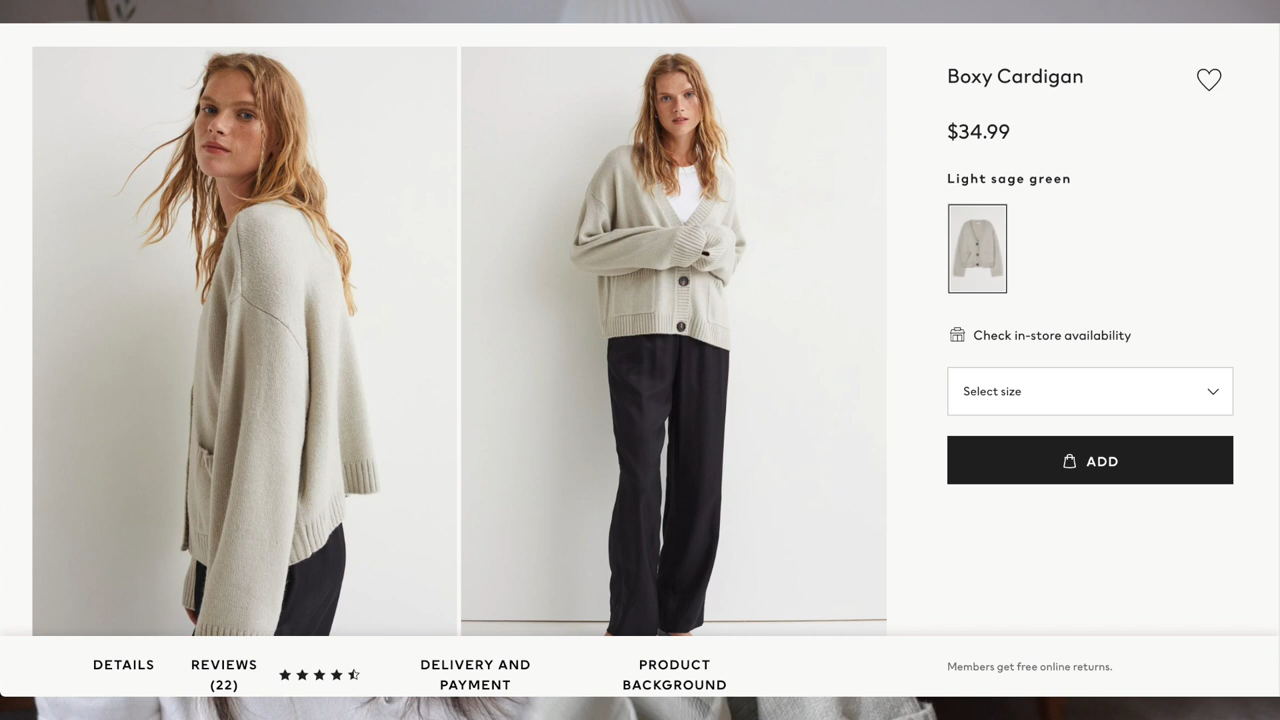 Boxy Cardigan
$34.99
Light sage green
Check in-store availability
Select size
ADD
DETAILS
REVIEWS
(22)
DELIVERY AND
PAYMENT
PRODUCT
BACKGROUND
Members get free online returns.